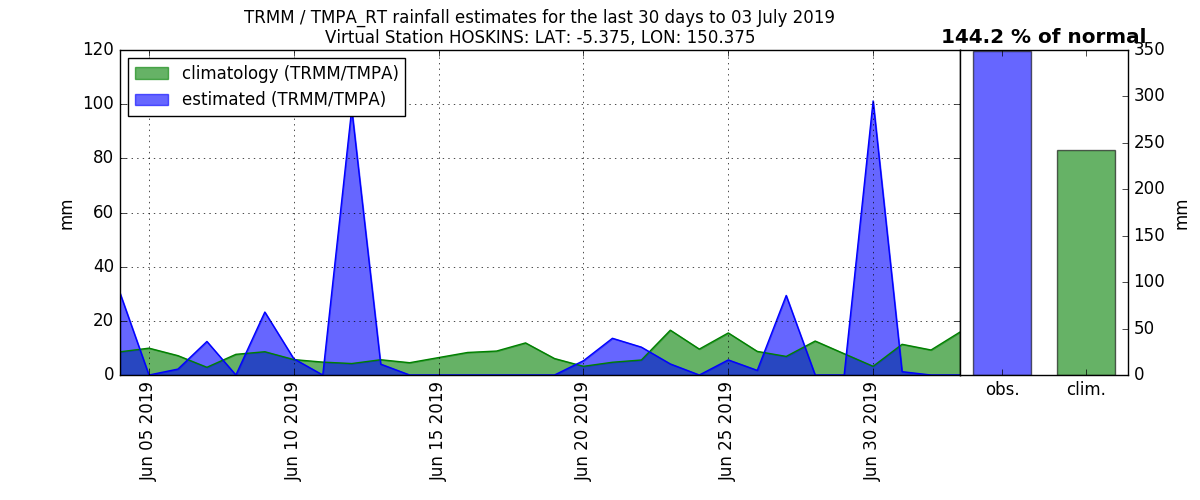 TRMM / TMPA_RT rainfall estimates for the last 30 days to 03 July 2019
Virtual Station HOSKINS: LAT: -5.375, LON: 150.375
144.2 % of normal
climatology (TRMM/TMPA)
estimated (TRMM/TMPA)
120
100
80
60
40
20
0
mm
Jun 05 2019
Jun 10 2019
Jun 15 2019
Jun 20 2019
Jun 25 2019
Jun 30 2019
obs.
clim.
350
300
250
200
150
100
50
0
mm